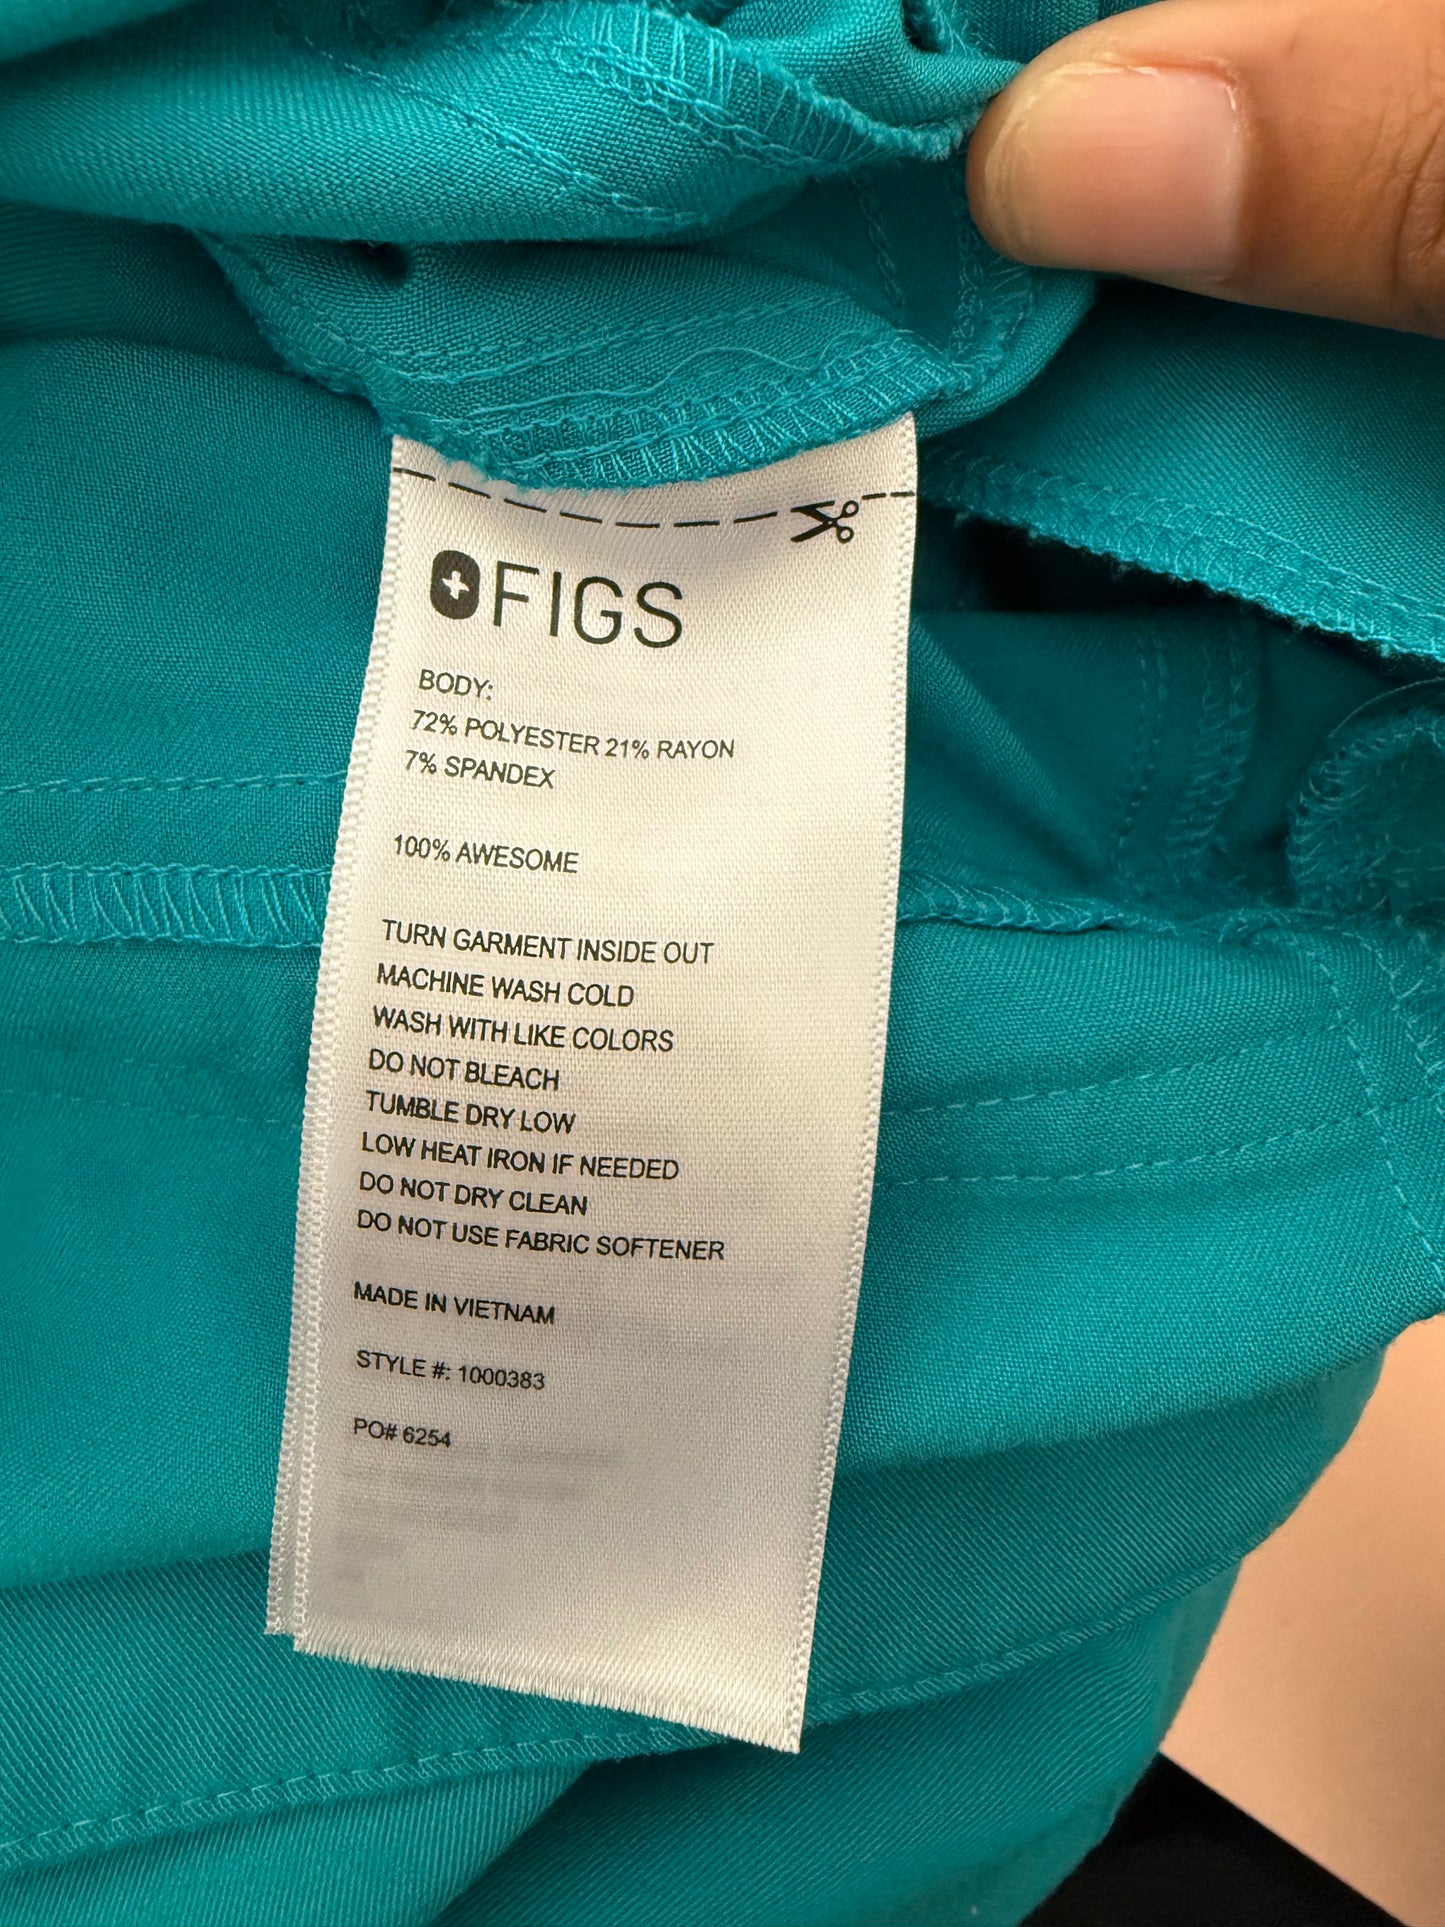 FIGS
BODY:
72% POLYESTER 21% RAYON
7% SPANDEX
100% AWESOME
TURN GARMENT INSIDE OUT
MACHINE WASH COLD
WASH WITH LIKE COLORS
DO NOT BLEACH
TUMBLE DRY LOW
LOW HEAT IRON IF NEEDED
DO NOT DRY CLEAN
DO NOT USE FABRIC SOFTENER
MADE IN VIETNAM
STYLE #: 1000383
PO# 6254